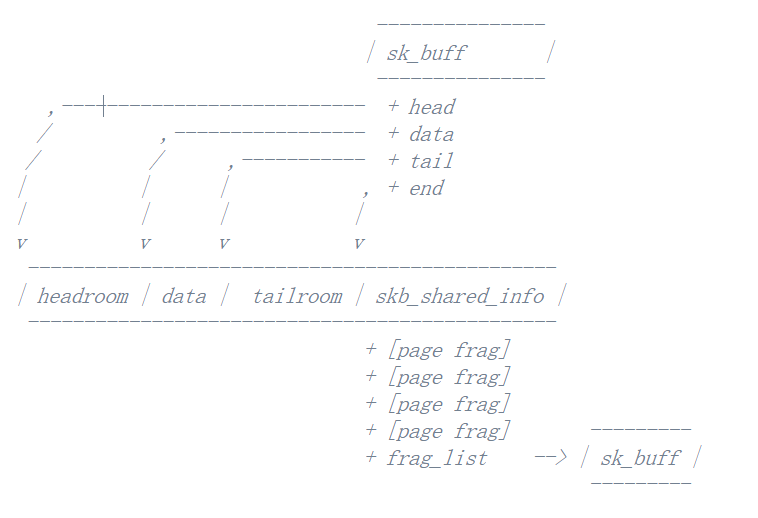 ---------------
                               | sk_buff       |
                                ---------------
   ,---------------------------  + head
  /          ,-----------------  + data
 /          /      ,-----------  + tail
|          |      |            , + end
|          |      |           |
v          v      v           v
 -----------------------------------------------
| headroom | data |  tailroom | skb_shared_info |
 -----------------------------------------------
                               + [page frag]
                               + [page frag]
                               + [page frag]
                               + [page frag]       ---------
                               + frag_list    --> | sk_buff |
                                                   ---------